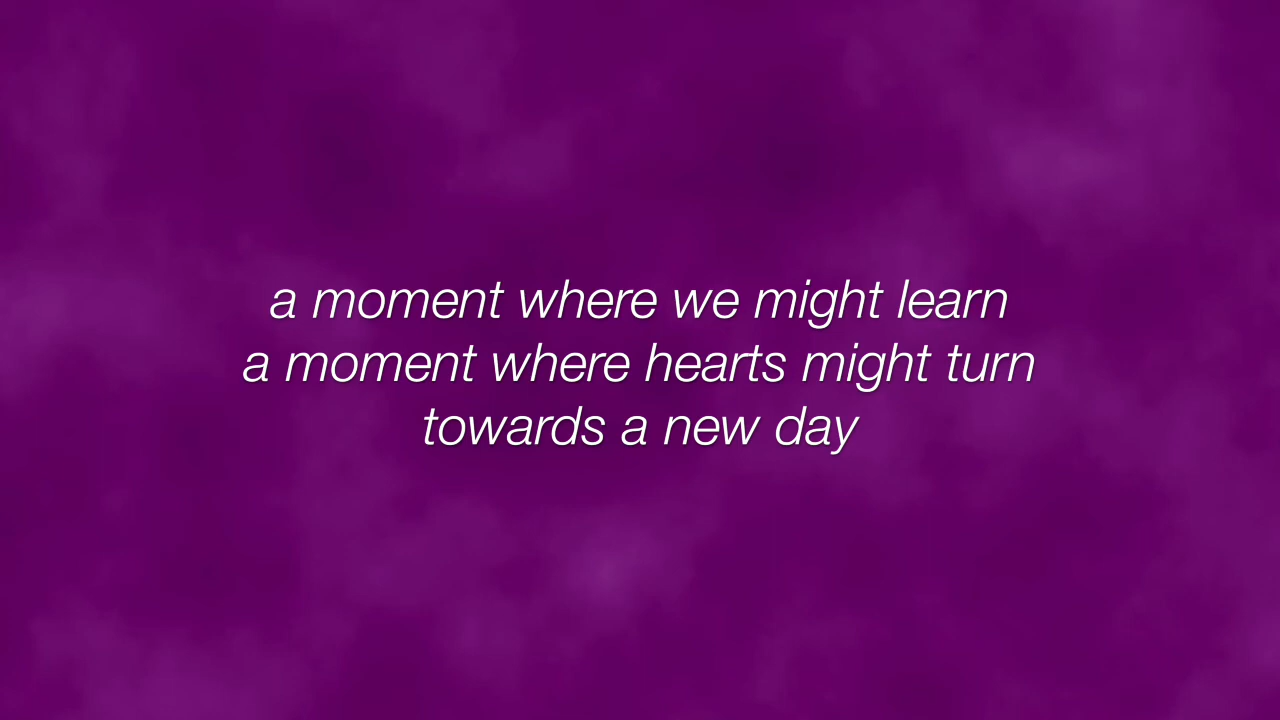 a moment where we might learn
a moment where hearts might turn
towards a new day